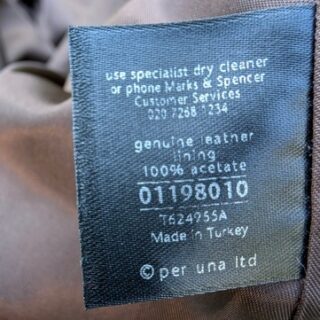 use specialist dry cleaner
or phone Marks & Spencer
Customer Services
020 7268 1234
genuine leather
lining
100% acetate
01198010
T624955A
Made in Turkey
© per una ltd